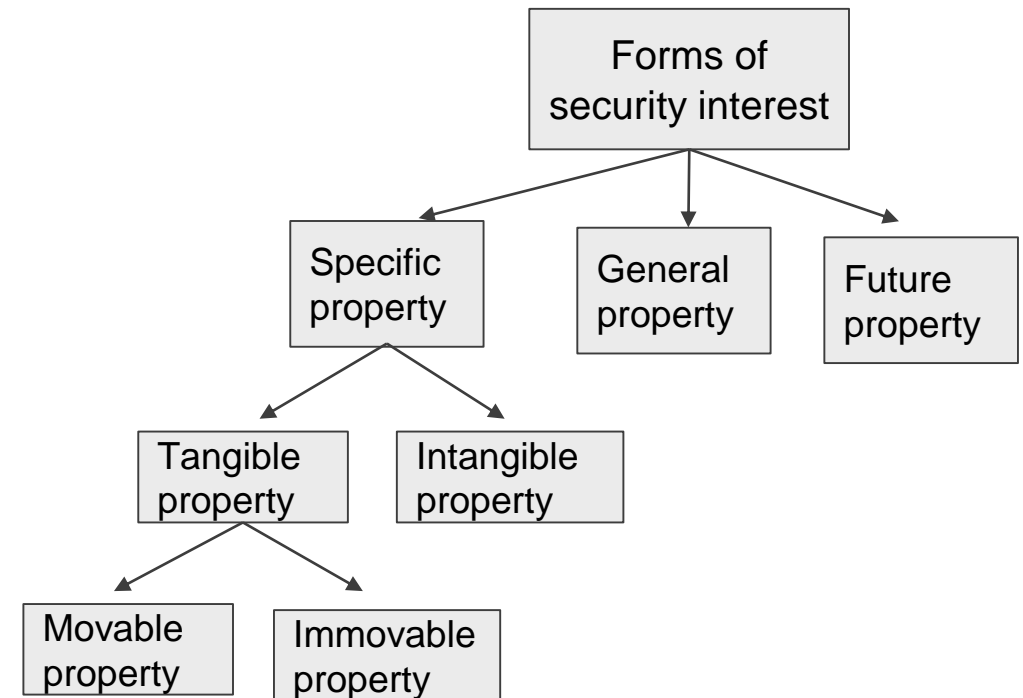 Forms of
security interest
Specific
property
General
property
Future
property
Tangible
property
Intangible
property
Movable
property
Immovable
property